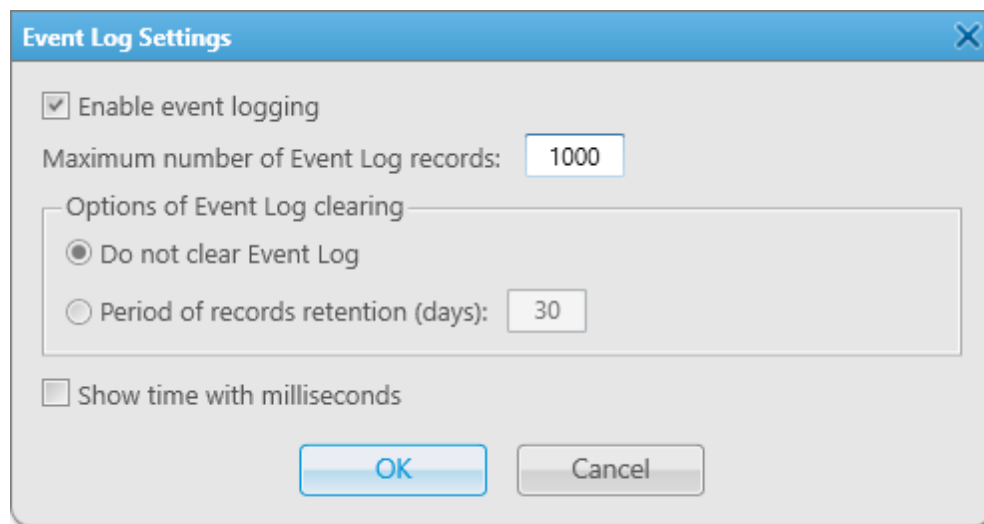 Event Log Settings
Enable event logging
Maximum number of Event Log records: 1000
Options of Event Log clearing
Do not clear Event Log
Period of records retention (days): 30
Show time with milliseconds
OK Cancel